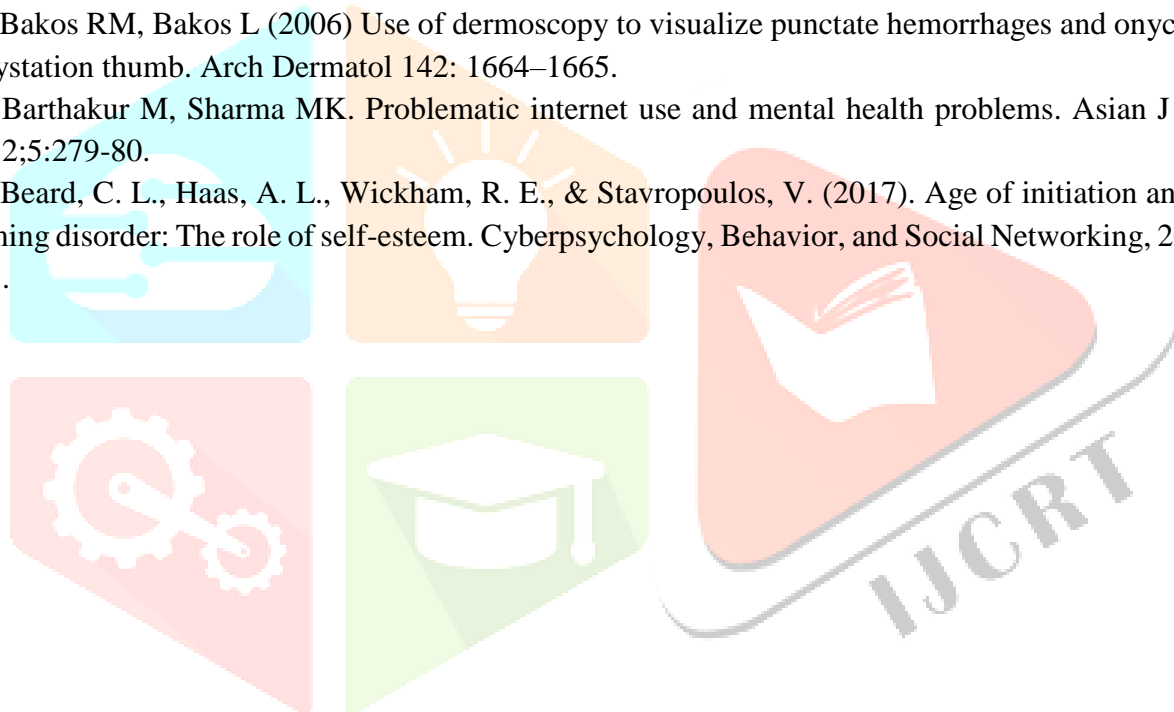 Bakos RM, Bakos L (2006) Use of dermoscopy to visualize punctate hemorrhages and onyc
ystation thumb. Arch Dermatol 142: 1664–1665.
Barthakur M, Sharma MK. Problematic internet use and mental health problems. Asian J
2;5:279-80.
Beard, C. L., Haas, A. L., Wickham, R. E., & Stavropoulos, V. (2017). Age of initiation an
ning disorder: The role of self-esteem. Cyberpsychology, Behavior, and Social Networking, 2
.
IJCRT